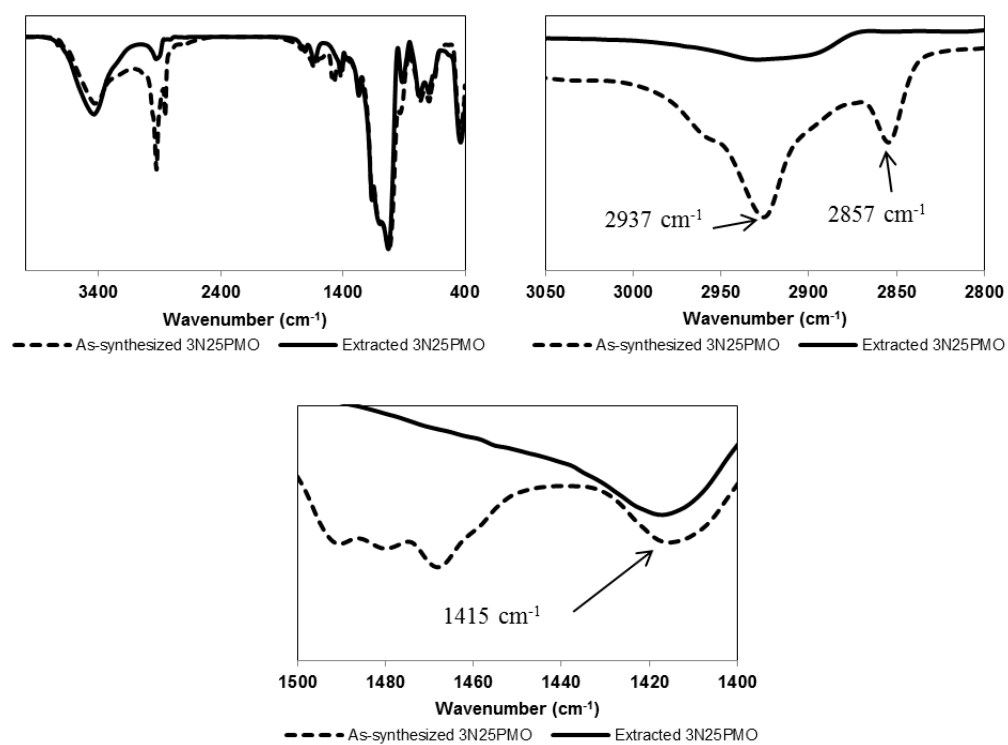 2937 cm⁻¹
2857 cm⁻¹
3400 2400 1400 400
Wavenumber (cm⁻¹)
As-synthesized 3N25PMO Extracted 3N25PMO
3050 3000 2950 2900 2850 2800
Wavenumber (cm⁻¹)
As-synthesized 3N25PMO Extracted 3N25PMO
1415 cm⁻¹
1500 1480 1460 1440 1420 1400
Wavenumber (cm⁻¹)
As-synthesized 3N25PMO Extracted 3N25PMO